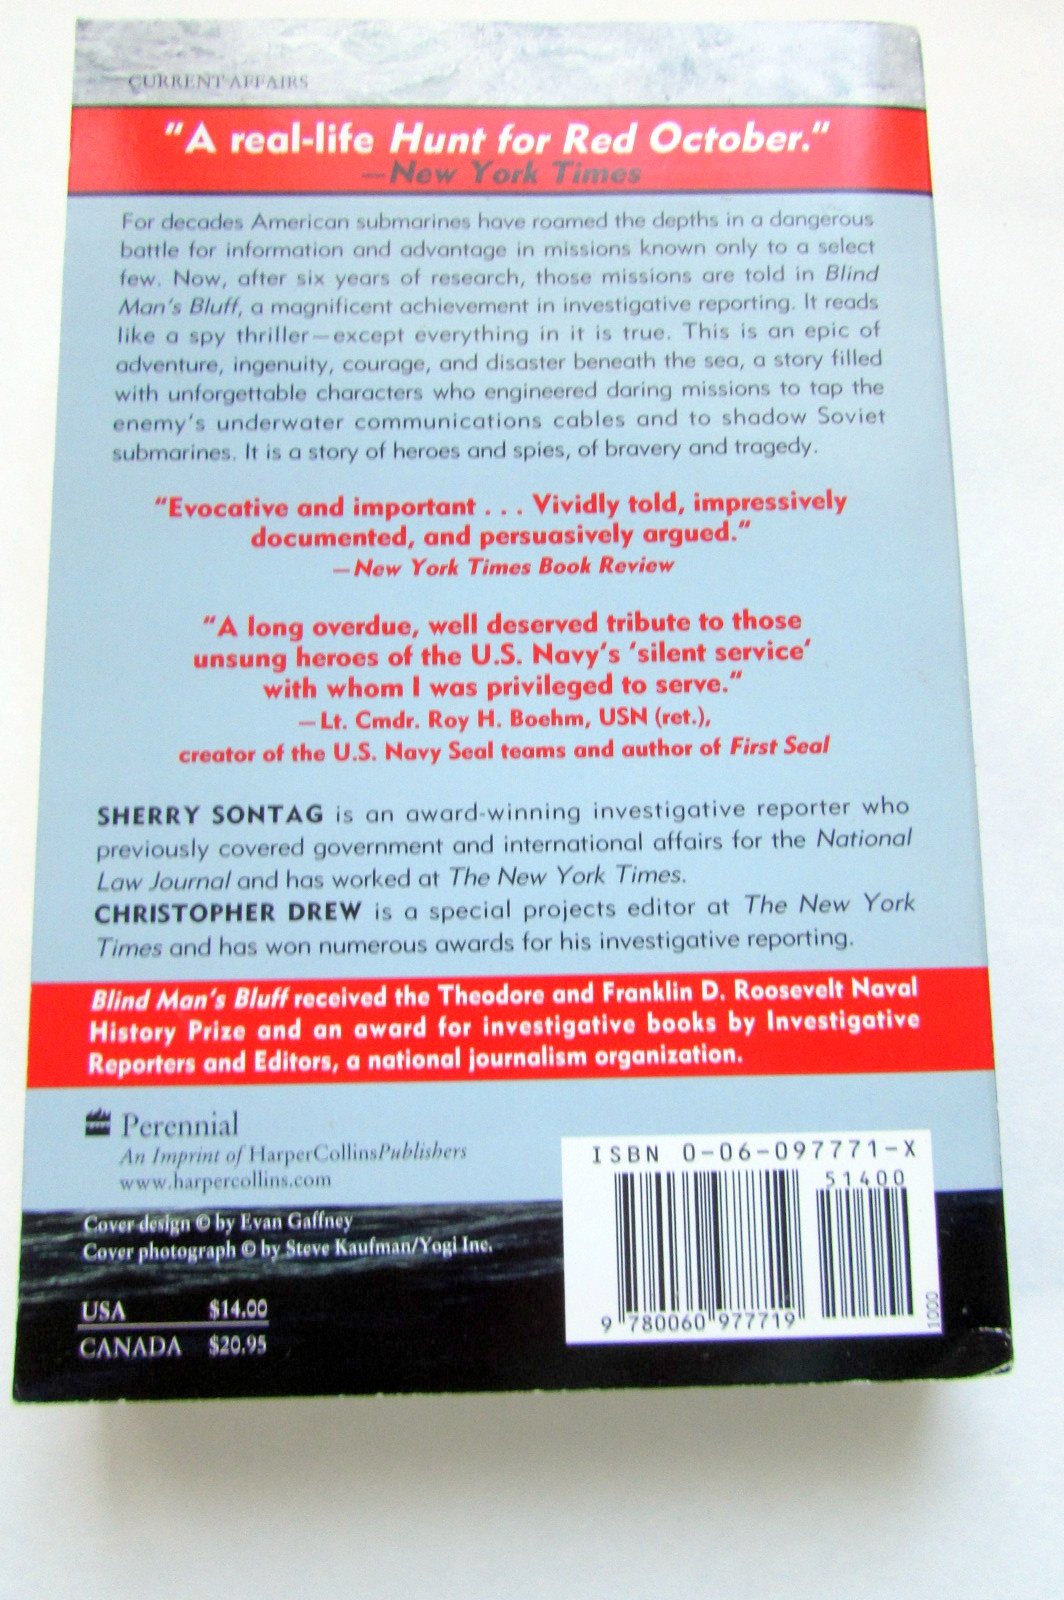 CURRENT AFFAIRS
"A real-life Hunt for Red October."
—New York Times
For decades American submarines have roamed the depths in a dangerous
battle for information and advantage in missions known only to a select
few. Now, after six years of research, those missions are told in Blind
Man's Bluff, a magnificent achievement in investigative reporting. It reads
like a spy thriller—except everything in it is true. This is an epic of
adventure, ingenuity, courage, and disaster beneath the sea, a story filled
with unforgettable characters who engineered daring missions to tap the
enemy's underwater communications cables and to shadow Soviet
submarines. It is a story of heroes and spies, of bravery and tragedy.
"Evocative and important . . . Vividly told, impressively
documented, and persuasively argued."
—New York Times Book Review
"A long overdue, well deserved tribute to those
unsung heroes of the U.S. Navy's 'silent service'
with whom I was privileged to serve."
—Lt. Cmdr. Roy H. Boehm, USN (ret.),
creator of the U.S. Navy Seal teams and author of First Seal
SHERRY SONTAG is an award-winning investigative reporter who
previously covered government and international affairs for the National
Law Journal and has worked at The New York Times.
CHRISTOPHER DREW is a special projects editor at The New York
Times and has won numerous awards for his investigative reporting.
Blind Man's Bluff received the Theodore and Franklin D. Roosevelt Naval
History Prize and an award for investigative books by Investigative
Reporters and Editors, a national journalism organization.
Perennial
An Imprint of HarperCollinsPublishers
www.harpercollins.com
Cover design © by Evan Gaffney
Cover photograph © by Steve Kaufman/Yogi Inc.
USA $14.00
CANADA $20.95
ISBN 0-06-097771-X
51400
9 780060 977719
1000